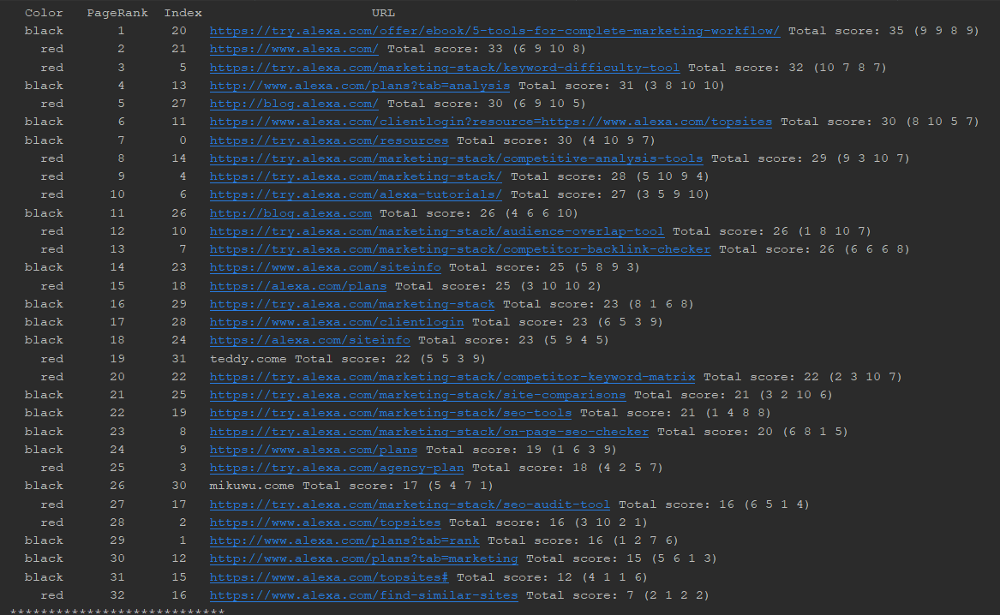 Color PageRank Index URL
black 1 20 https://try.alexa.com/offer/ebook/5-tools-for-complete-marketing-workflow/ Total score: 35 (9 9 8 9)
red 2 21 https://www.alexa.com/ Total score: 33 (6 9 10 8)
red 3 5 https://try.alexa.com/marketing-stack/keyword-difficulty-tool Total score: 32 (10 7 8 7)
black 4 13 http://www.alexa.com/plans?tab=analysis Total score: 31 (3 8 10 10)
red 5 27 http://blog.alexa.com/ Total score: 30 (6 9 10 5)
black 6 11 https://www.alexa.com/clientlogin?resource=https://www.alexa.com/topsites Total score: 30 (8 10 5 7)
black 7 0 https://try.alexa.com/resources Total score: 30 (4 10 9 7)
red 8 14 https://try.alexa.com/marketing-stack/competitive-analysis-tools Total score: 29 (9 3 10 7)
red 9 4 https://try.alexa.com/marketing-stack/ Total score: 28 (5 10 9 4)
red 10 6 https://try.alexa.com/alexa-tutorials/ Total score: 27 (3 5 9 10)
black 11 26 http://blog.alexa.com Total score: 26 (4 6 6 10)
red 12 10 https://try.alexa.com/marketing-stack/audience-overlap-tool Total score: 26 (1 8 10 7)
red 13 7 https://try.alexa.com/marketing-stack/competitor-backlink-checker Total score: 26 (6 6 6 8)
black 14 23 https://www.alexa.com/siteinfo Total score: 25 (5 8 9 3)
red 15 18 https://alexa.com/plans Total score: 25 (3 10 10 2)
black 16 29 https://try.alexa.com/marketing-stack Total score: 23 (8 1 6 8)
black 17 28 https://www.alexa.com/clientlogin Total score: 23 (6 5 3 9)
black 18 24 https://alexa.com/siteinfo Total score: 23 (5 9 4 5)
red 19 31 teddy.come Total score: 22 (5 5 3 9)
red 20 22 https://try.alexa.com/marketing-stack/competitor-keyword-matrix Total score: 22 (2 3 10 7)
black 21 25 https://try.alexa.com/marketing-stack/site-comparisons Total score: 21 (3 2 10 6)
black 22 19 https://try.alexa.com/marketing-stack/seo-tools Total score: 21 (1 4 8 8)
black 23 8 https://try.alexa.com/marketing-stack/on-page-seo-checker Total score: 20 (6 8 1 5)
black 24 9 https://www.alexa.com/plans Total score: 19 (1 6 3 9)
red 25 3 https://try.alexa.com/agency-plan Total score: 18 (4 2 5 7)
black 26 30 mikuwu.come Total score: 17 (5 4 7 1)
red 27 17 https://try.alexa.com/marketing-stack/seo-audit-tool Total score: 16 (6 5 1 4)
red 28 2 https://www.alexa.com/topsites Total score: 16 (3 10 2 1)
black 29 1 http://www.alexa.com/plans?tab=rank Total score: 16 (1 2 7 6)
black 30 12 http://www.alexa.com/plans?tab=marketing Total score: 15 (5 6 1 3)
black 31 15 https://www.alexa.com/topsites# Total score: 12 (4 1 1 6)
red 32 16 https://www.alexa.com/find-similar-sites Total score: 7 (2 1 2 2)
****************************